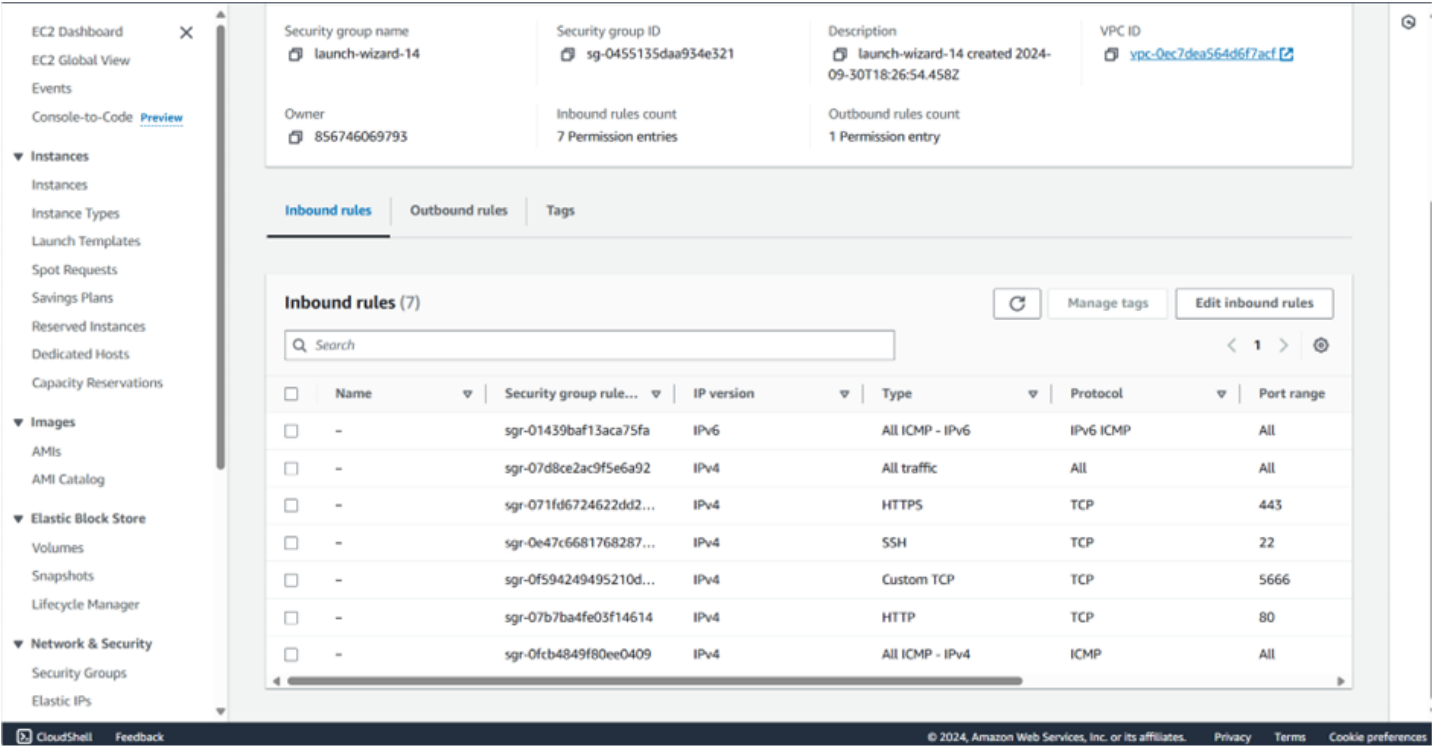 EC2 Dashboard
EC2 Global View
Events
Console-to-Code Preview
Instances
Instances
Instance Types
Launch Templates
Spot Requests
Savings Plans
Reserved Instances
Dedicated Hosts
Capacity Reservations
Images
AMIs
AMI Catalog
Elastic Block Store
Volumes
Snapshots
Lifecycle Manager
Network & Security
Security Groups
Elastic IPs
Security group name
launch-wizard-14
Security group ID
sg-0455135daa934e321
Description
launch-wizard-14 created 2024-
09-30T18:26:54.458Z
VPC ID
vpc-0ec7dea564d6f7acf
Owner
856746069793
Inbound rules count
7 Permission entries
Outbound rules count
1 Permission entry
Inbound rules Outbound rules Tags
Inbound rules (7)
Manage tags Edit inbound rules
Search
1
Name Security group rule... IP version Type Protocol Port range
– sgr-01439baf13aca75fa IPv6 All ICMP - IPv6 IPv6 ICMP All
– sgr-07d8ce2ac9f5e6a92 IPv4 All traffic All All
– sgr-071fd6724622dd2... IPv4 HTTPS TCP 443
– sgr-0e47c6681768287... IPv4 SSH TCP 22
– sgr-0f594249495210d... IPv4 Custom TCP TCP 5666
– sgr-07b7ba4fe03f14614 IPv4 HTTP TCP 80
– sgr-0fcb4849f80ee0409 IPv4 All ICMP - IPv4 ICMP All
CloudShell Feedback © 2024, Amazon Web Services, Inc. or its affiliates. Privacy Terms Cookie preferences